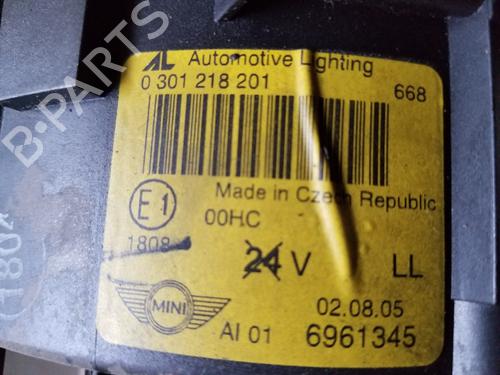 AL Automotive Lighting
0 301 218 201
668
Made in Czech Republic
E1
00HC
1808
24 V
LL
MINI
02.08.05
AI 01
6961345
(180°
B-PARTS